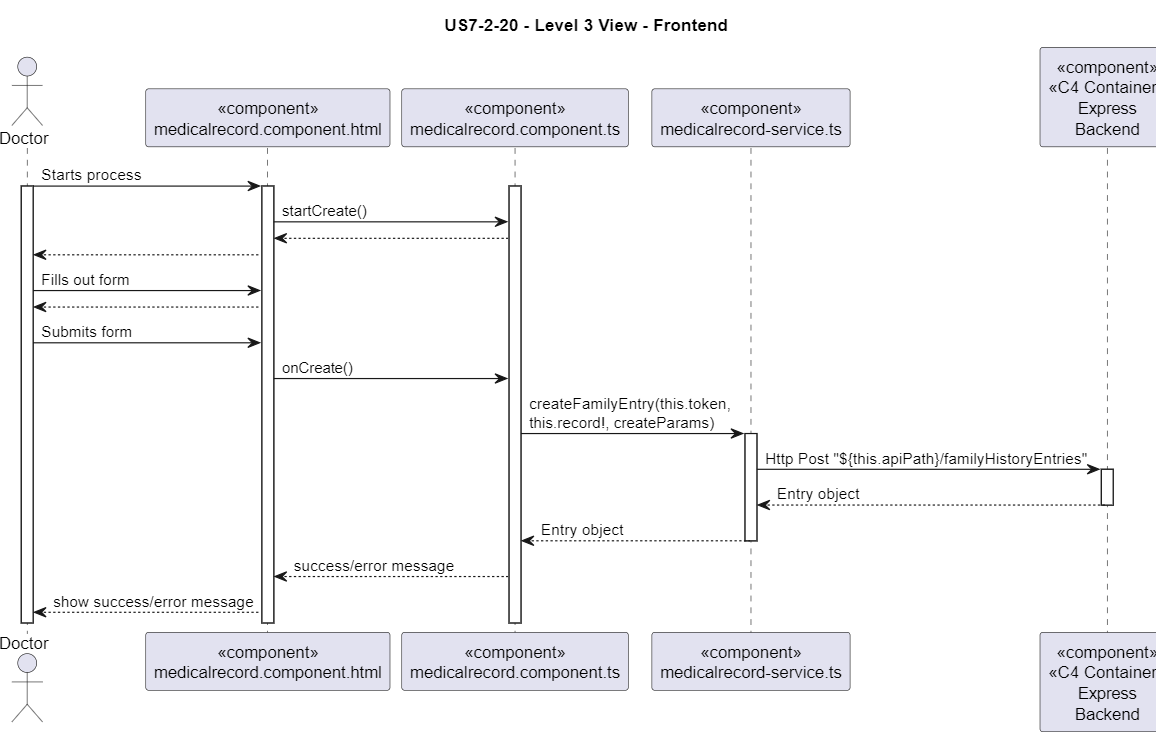 US7-2-20 - Level 3 View - Frontend
Doctor
«component»
medicalrecord.component.html
«component»
medicalrecord.component.ts
«component»
medicalrecord-service.ts
«component»
«C4 Container
Express
Backend
Starts process
startCreate()
Fills out form
Submits form
onCreate()
createFamilyEntry(this.token,
this.record!, createParams)
Http Post "${this.apiPath}/familyHistoryEntries"
Entry object
Entry object
success/error message
show success/error message
Doctor
«component»
medicalrecord.component.html
«component»
medicalrecord.component.ts
«component»
medicalrecord-service.ts
«component»
«C4 Container
Express
Backend